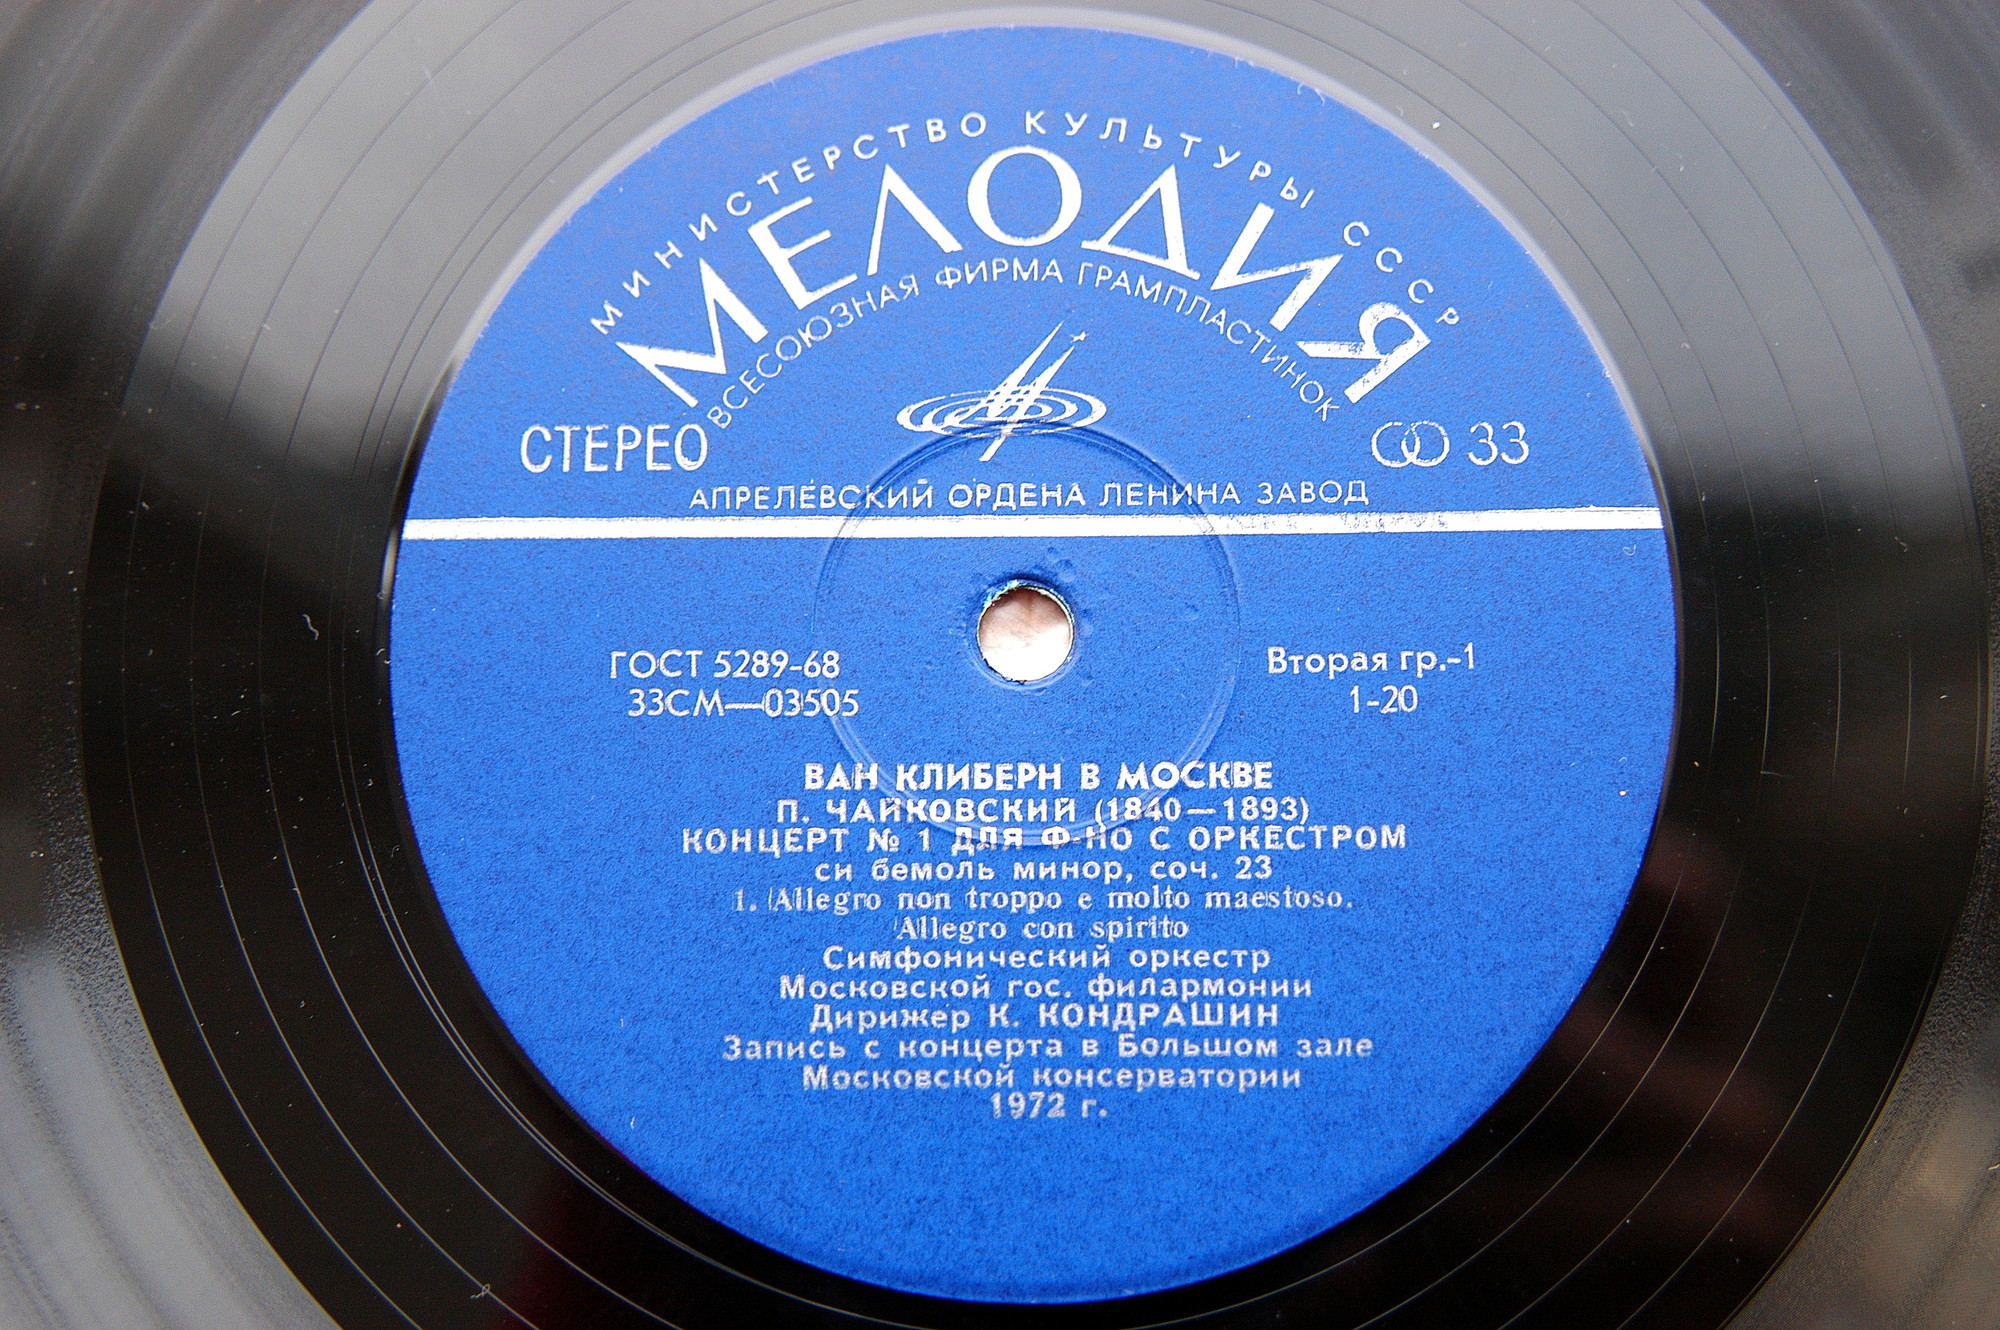 МИНИСТЕРСТВО КУЛЬТУРЫ СССР
МЕЛОДИЯ
ВСЕСОЮЗНАЯ ФИРМА ГРАМПЛАСТИНОК
СТЕРЕО
33
АПРЕЛЕВСКИЙ ОРДЕНА ЛЕНИНА ЗАВОД
ГОСТ 5289-68
33СМ—03505
Вторая гр.-1
1-20
ВАН КЛИБЕРН В МОСКВЕ
П. ЧАЙКОВСКИЙ (1840—1893)
КОНЦЕРТ № 1 ДЛЯ Ф-НО С ОРКЕСТРОМ
си бемоль минор, соч. 23
1. Allegro non troppo e molto maestoso.
Allegro con spirito
Симфонический оркестр
Московской гос. филармонии
Дирижер К. КОНДРАШИН
Запись с концерта в Большом зале
Московской консерватории
1972 г.